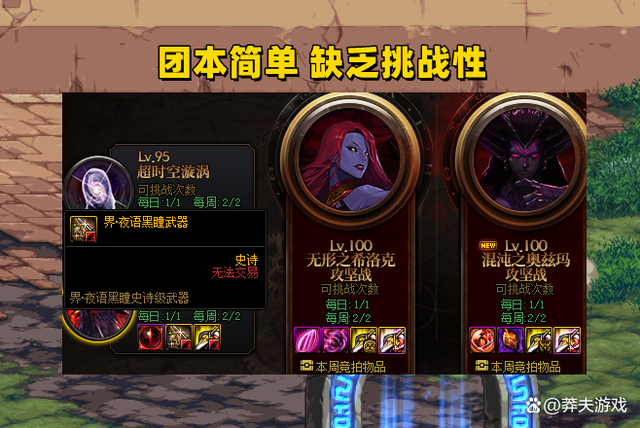 团本简单 缺乏挑战性
Lv.95
超时空漩涡
可挑战次数
每日: 1/1 每周: 2/2
界·夜语黑瞳武器
史诗
无法交易
界·夜语黑瞳史诗级武器
每日: 1/1 每周: 2/2
Lv.100
无形之希洛克
攻坚战
可挑战次数
每日: 1/1
每周: 2/2
本周竞拍物品
NEW Lv.100
混沌之奥兹玛
攻坚战
可挑战次数
每日: 1/1
每周: 2/2
本周竞拍物品
@莽夫游戏